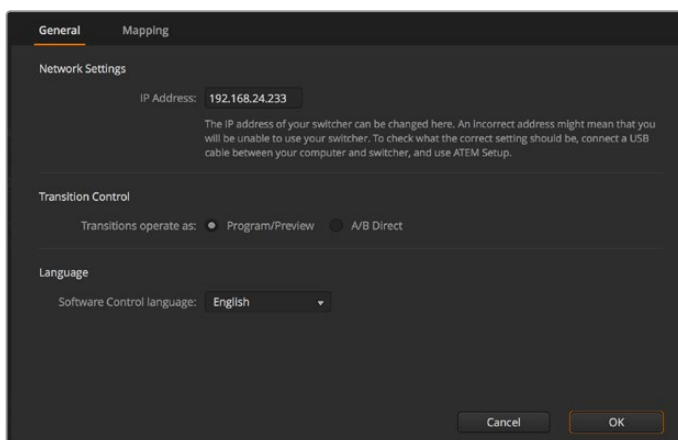 General Mapping
Network Settings
IP Address: 192.168.24.233
The IP address of your switcher can be changed here. An incorrect address might mean that you
will be unable to use your switcher. To check what the correct setting should be, connect a USB
cable between your computer and switcher, and use ATEM Setup.
Transition Control
Transitions operate as: Program/Preview A/B Direct
Language
Software Control language: English
Cancel OK